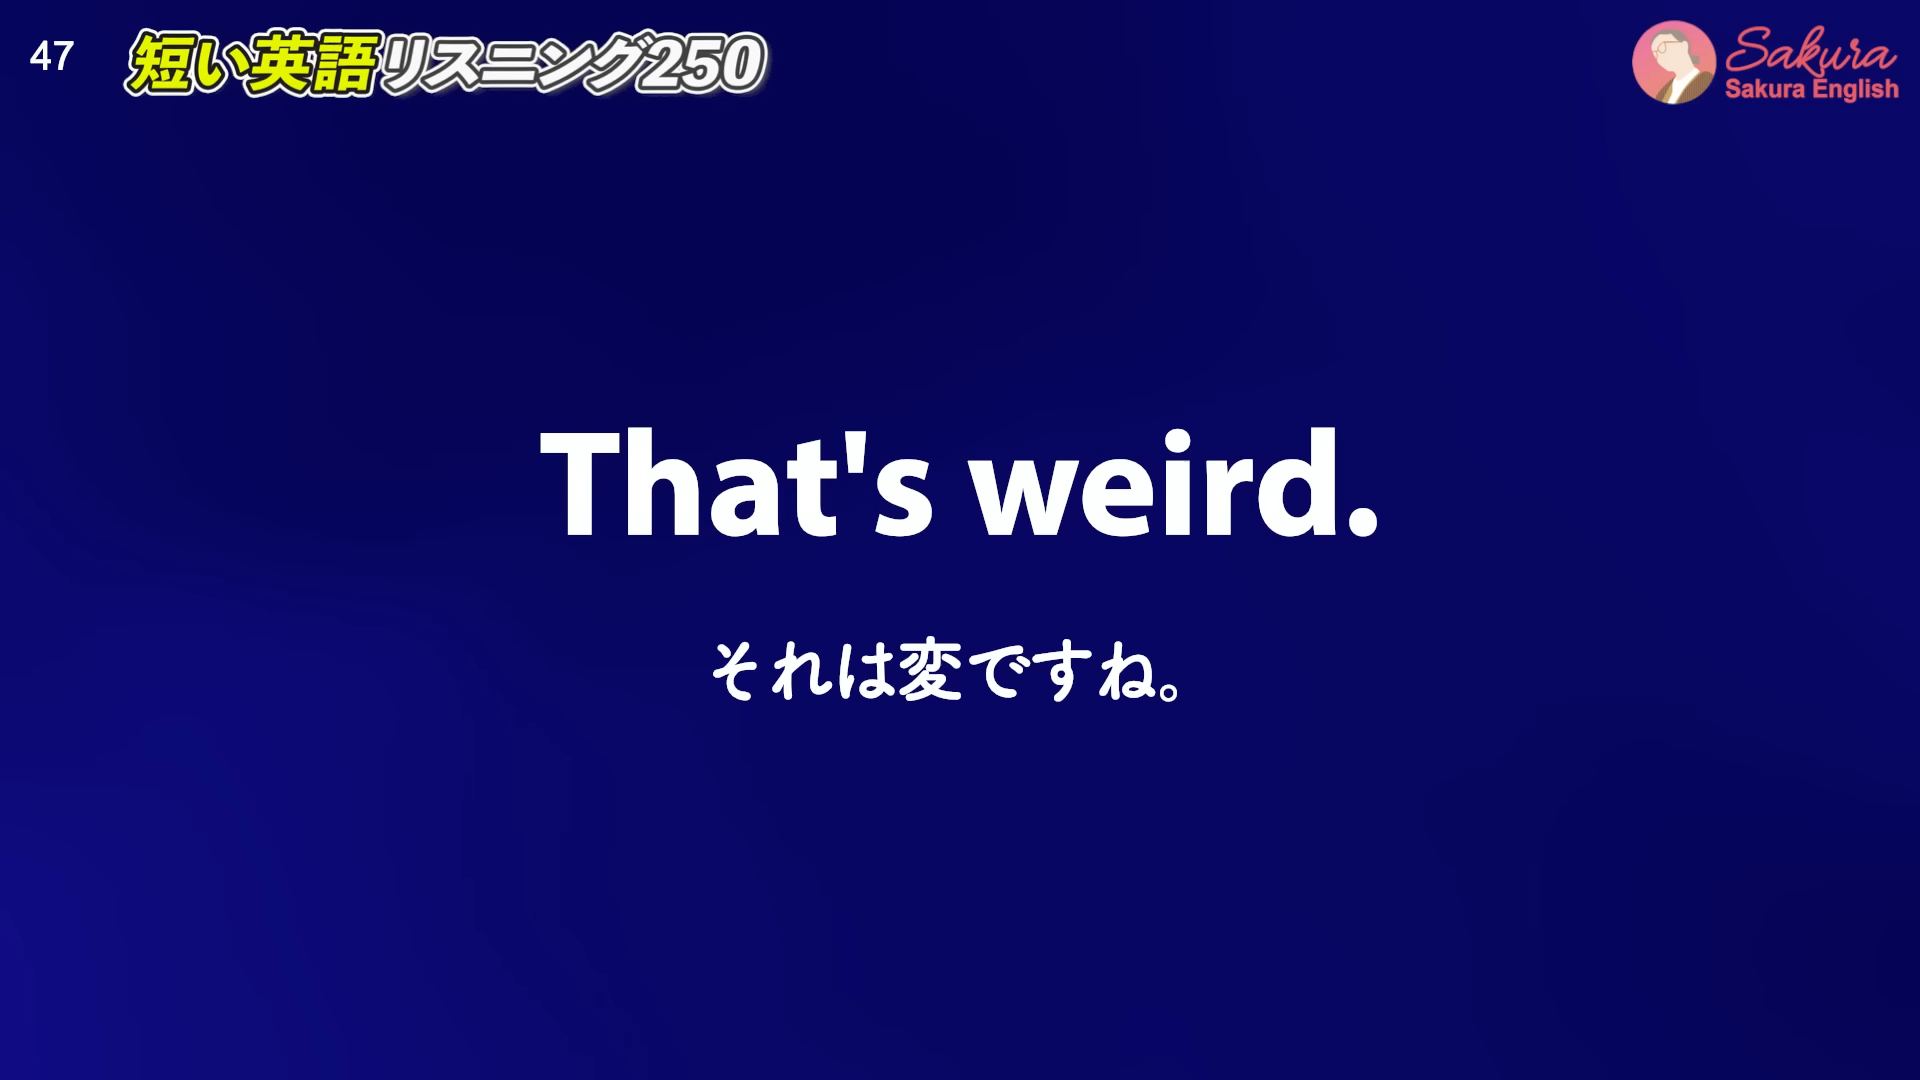 47
短い英語リスニング250
Sakura
Sakura English
That's weird.
それは変ですね。